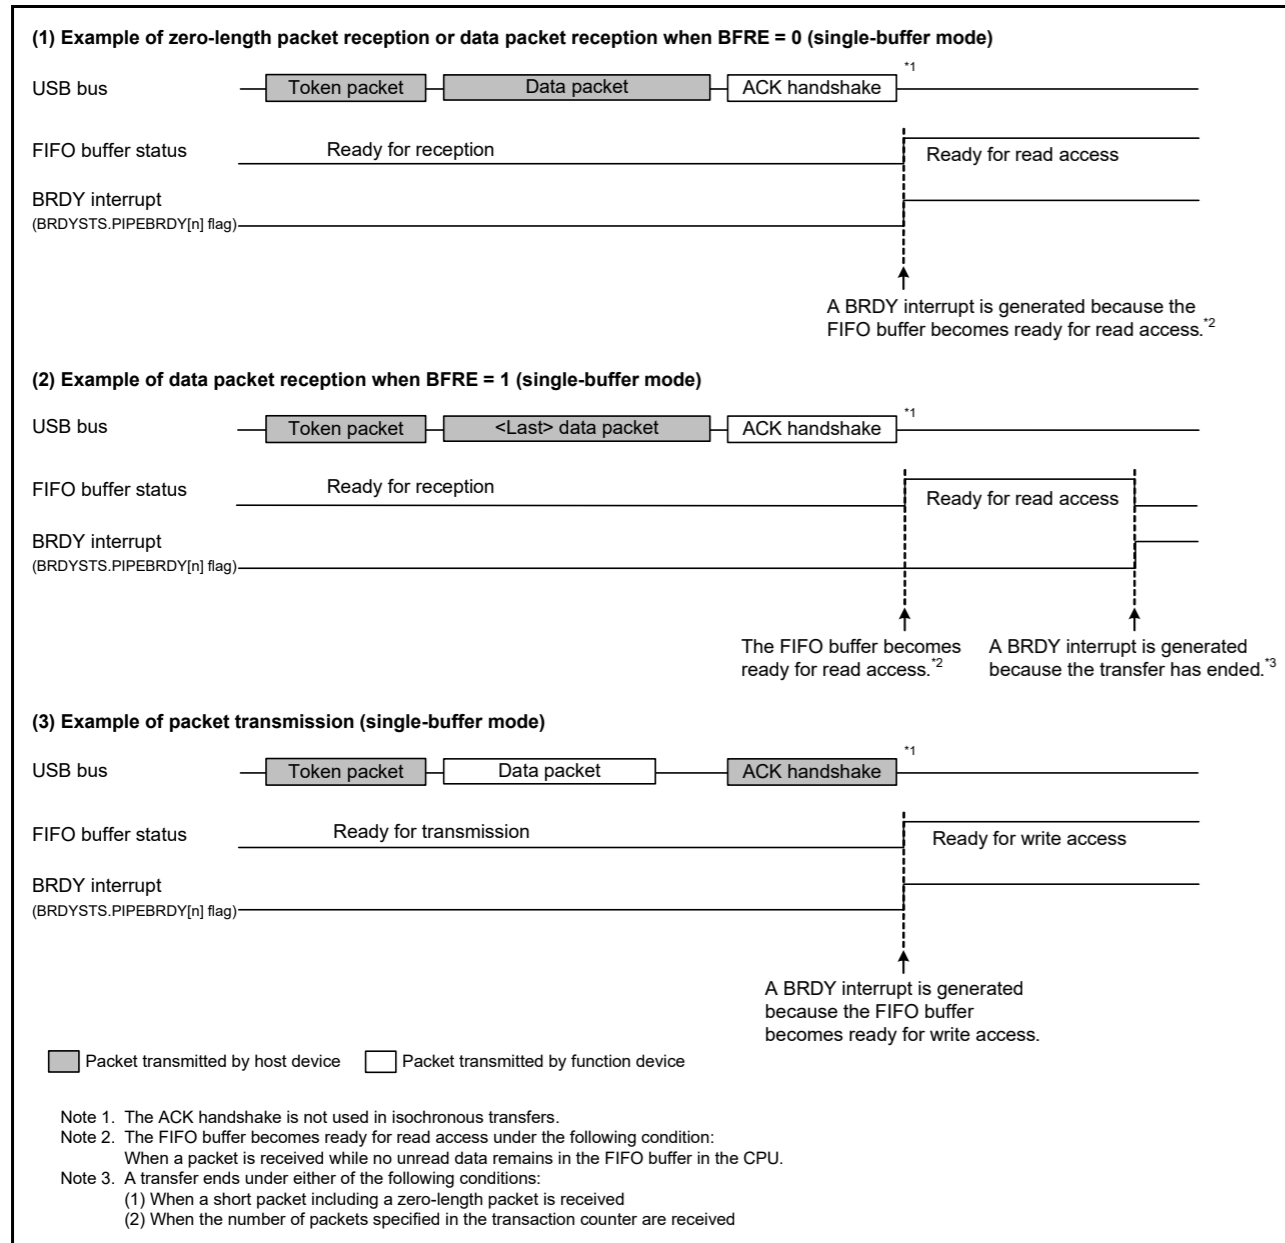 (1) Example of zero-length packet reception or data packet reception when BFRE = 0 (single-buffer mode)
*1
USB bus Token packet Data packet ACK handshake
FIFO buffer status Ready for reception Ready for read access
BRDY interrupt
(BRDYSTS.PIPEBRDY[n] flag)
A BRDY interrupt is generated because the
FIFO buffer becomes ready for read access.*2
(2) Example of data packet reception when BFRE = 1 (single-buffer mode)
*1
USB bus Token packet <Last> data packet ACK handshake
FIFO buffer status Ready for reception Ready for read access
BRDY interrupt
(BRDYSTS.PIPEBRDY[n] flag)
The FIFO buffer becomes
ready for read access.*2
A BRDY interrupt is generated
because the transfer has ended.*3
(3) Example of packet transmission (single-buffer mode)
*1
USB bus Token packet Data packet ACK handshake
FIFO buffer status Ready for transmission Ready for write access
BRDY interrupt
(BRDYSTS.PIPEBRDY[n] flag)
A BRDY interrupt is generated
because the FIFO buffer
becomes ready for write access.
Packet transmitted by host device Packet transmitted by function device
Note 1. The ACK handshake is not used in isochronous transfers.
Note 2. The FIFO buffer becomes ready for read access under the following condition:
When a packet is received while no unread data remains in the FIFO buffer in the CPU.
Note 3. A transfer ends under either of the following conditions:
(1) When a short packet including a zero-length packet is received
(2) When the number of packets specified in the transaction counter are received